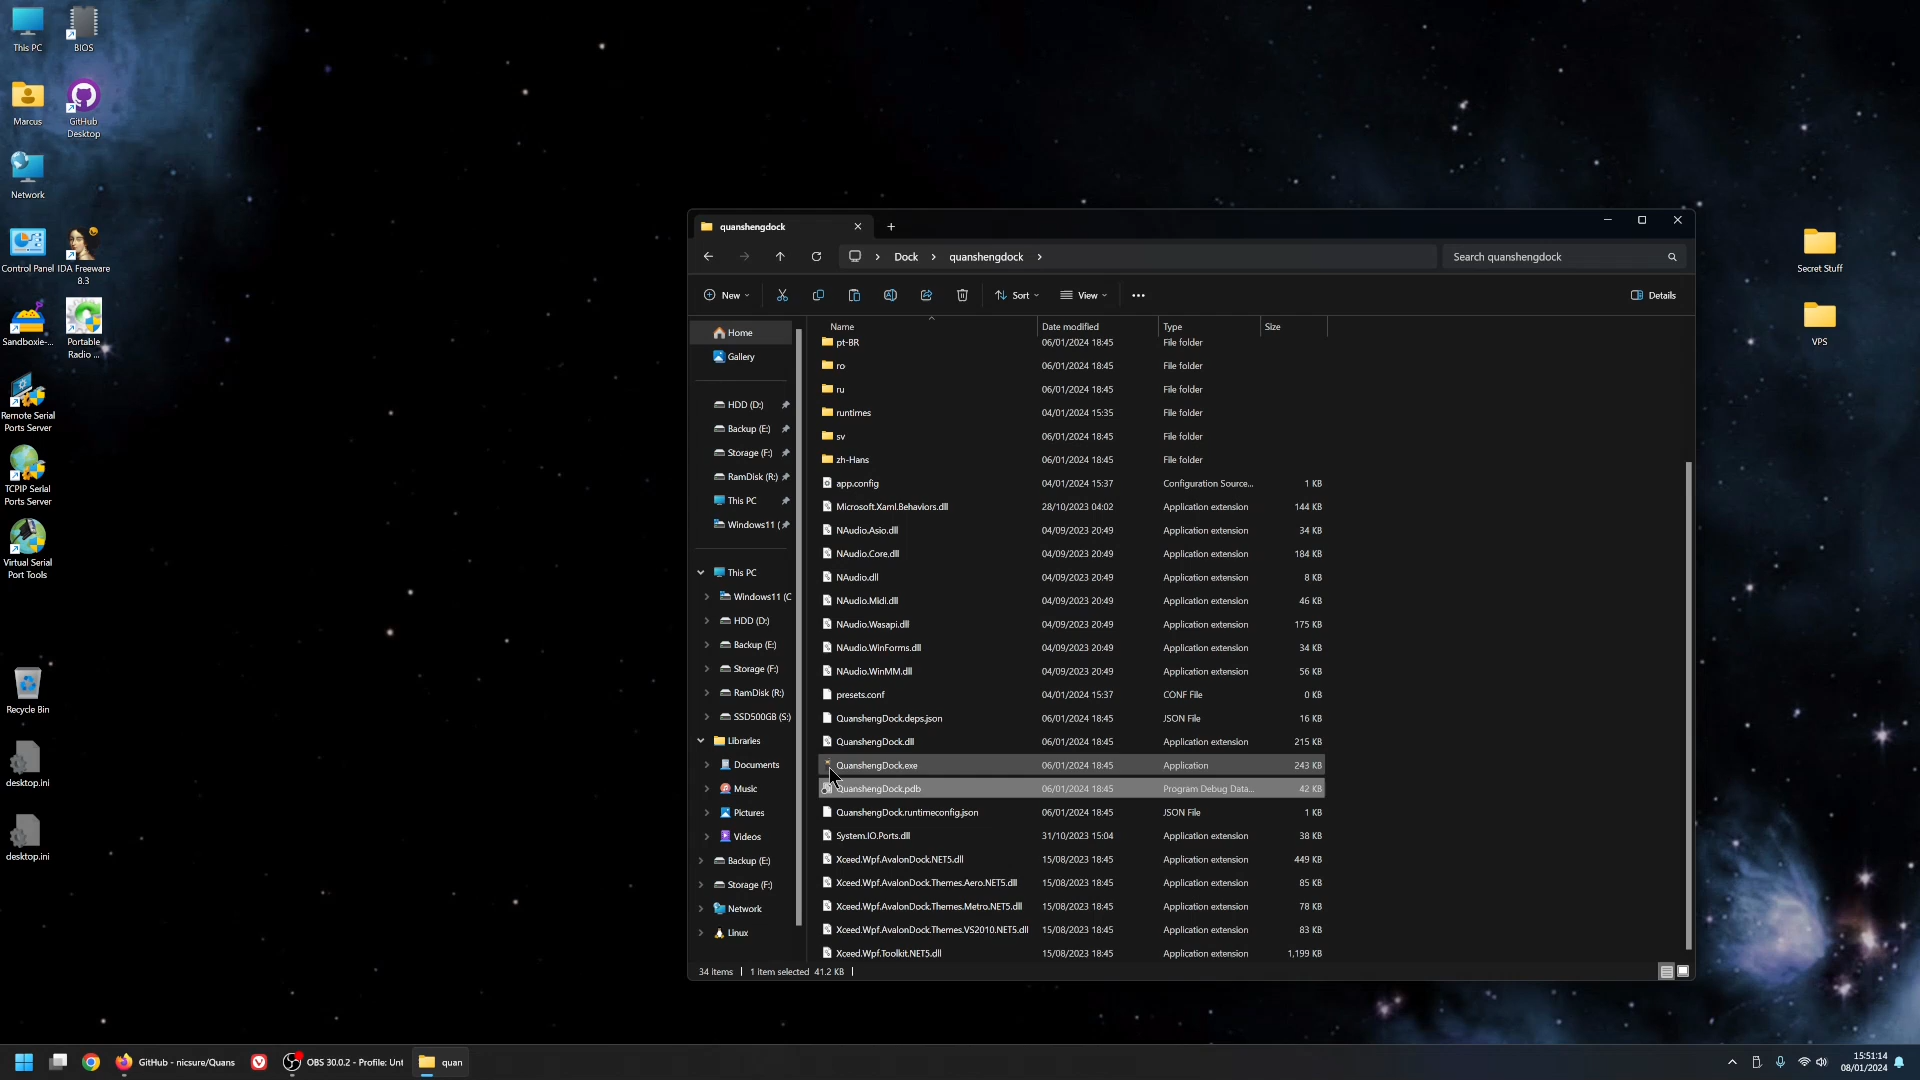 This PC
BIOS
Marcus
GitHub
Desktop
Network
Control Panel
IDA Freeware
8.3
Sandboxie-...
Portable
Radio ...
Remote Serial
Ports Server
TCPIP Serial
Ports Server
Virtual Serial
Port Tools
Recycle Bin
desktop.ini
desktop.ini
Secret Stuff
VPS
quanshengdock
Dock
quanshengdock
Search quanshengdock
New
Sort
View
Details
Home
Gallery
HDD (D:)
Backup (E:)
Storage (F:)
RamDisk (R:)
This PC
Windows11 (
This PC
Windows11 (C
HDD (D:)
Backup (E:)
Storage (F:)
RamDisk (R:)
SSD500GB (S:)
Libraries
Documents
Music
Pictures
Videos
Backup (E:)
Storage (F:)
Network
Linux
Name Date modified Type Size
pt-BR 06/01/2024 18:45 File folder
ro 06/01/2024 18:45 File folder
ru 06/01/2024 18:45 File folder
runtimes 04/01/2024 15:35 File folder
sv 06/01/2024 18:45 File folder
zh-Hans 06/01/2024 18:45 File folder
app.config 04/01/2024 15:37 Configuration Source... 1 KB
Microsoft.Xaml.Behaviors.dll 28/10/2023 04:02 Application extension 144 KB
NAudio.Asio.dll 04/09/2023 20:49 Application extension 34 KB
NAudio.Core.dll 04/09/2023 20:49 Application extension 184 KB
NAudio.dll 04/09/2023 20:49 Application extension 8 KB
NAudio.Midi.dll 04/09/2023 20:49 Application extension 46 KB
NAudio.Wasapi.dll 04/09/2023 20:49 Application extension 175 KB
NAudio.WinForms.dll 04/09/2023 20:49 Application extension 34 KB
NAudio.WinMM.dll 04/09/2023 20:49 Application extension 56 KB
presets.conf 04/01/2024 15:37 CONF File 0 KB
QuanshengDock.deps.json 06/01/2024 18:45 JSON File 16 KB
QuanshengDock.dll 06/01/2024 18:45 Application extension 215 KB
QuanshengDock.exe 06/01/2024 18:45 Application 243 KB
QuanshengDock.pdb 06/01/2024 18:45 Program Debug Data... 42 KB
QuanshengDock.runtimeconfig.json 06/01/2024 18:45 JSON File 1 KB
System.IO.Ports.dll 31/10/2023 15:04 Application extension 38 KB
Xceed.Wpf.AvalonDock.NET5.dll 15/08/2023 18:45 Application extension 449 KB
Xceed.Wpf.AvalonDock.Themes.Aero.NET5.dll 15/08/2023 18:45 Application extension 85 KB
Xceed.Wpf.AvalonDock.Themes.Metro.NET5.dll 15/08/2023 18:45 Application extension 78 KB
Xceed.Wpf.AvalonDock.Themes.VS2010.NET5.dll 15/08/2023 18:45 Application extension 83 KB
Xceed.Wpf.Toolkit.NET5.dll 15/08/2023 18:45 Application extension 1,199 KB
34 items 1 item selected 41.2 KB
GitHub - nicsure/Quans
OBS 30.0.2 - Profile: Unt
quan
15:51:14
08/01/2024